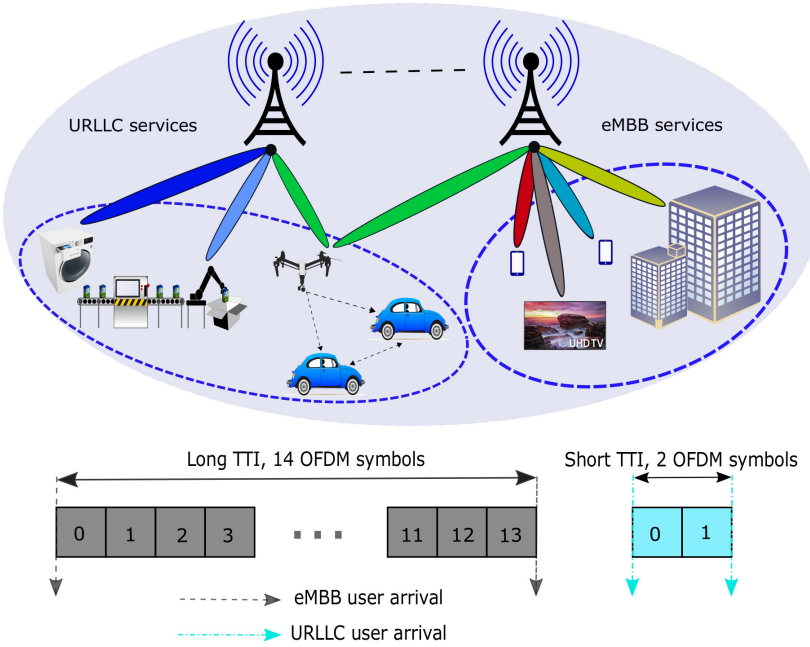 URLLC services
eMBB services
UHDTV
Long TTI, 14 OFDM symbols
Short TTI, 2 OFDM symbols
0 1 2 3 11 12 13
0 1
eMBB user arrival
URLLC user arrival